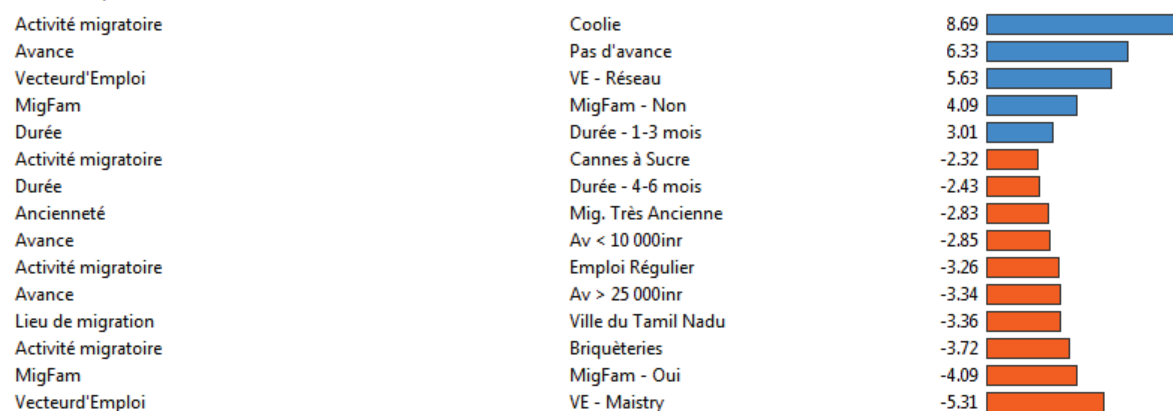 Activité migratoire Coolie 8.69
Avance Pas d'avance 6.33
Vecteurd'Emploi VE - Réseau 5.63
MigFam MigFam - Non 4.09
Durée Durée - 1-3 mois 3.01
Activité migratoire Cannes à Sucre -2.32
Durée Durée - 4-6 mois -2.43
Ancienneté Mig. Très Ancienne -2.83
Avance Av < 10 000inr -2.85
Activité migratoire Emploi Régulier -3.26
Avance Av > 25 000inr -3.34
Lieu de migration Ville du Tamil Nadu -3.36
Activité migratoire Briquèteries -3.72
MigFam MigFam - Oui -4.09
Vecteurd'Emploi VE - Maistry -5.31